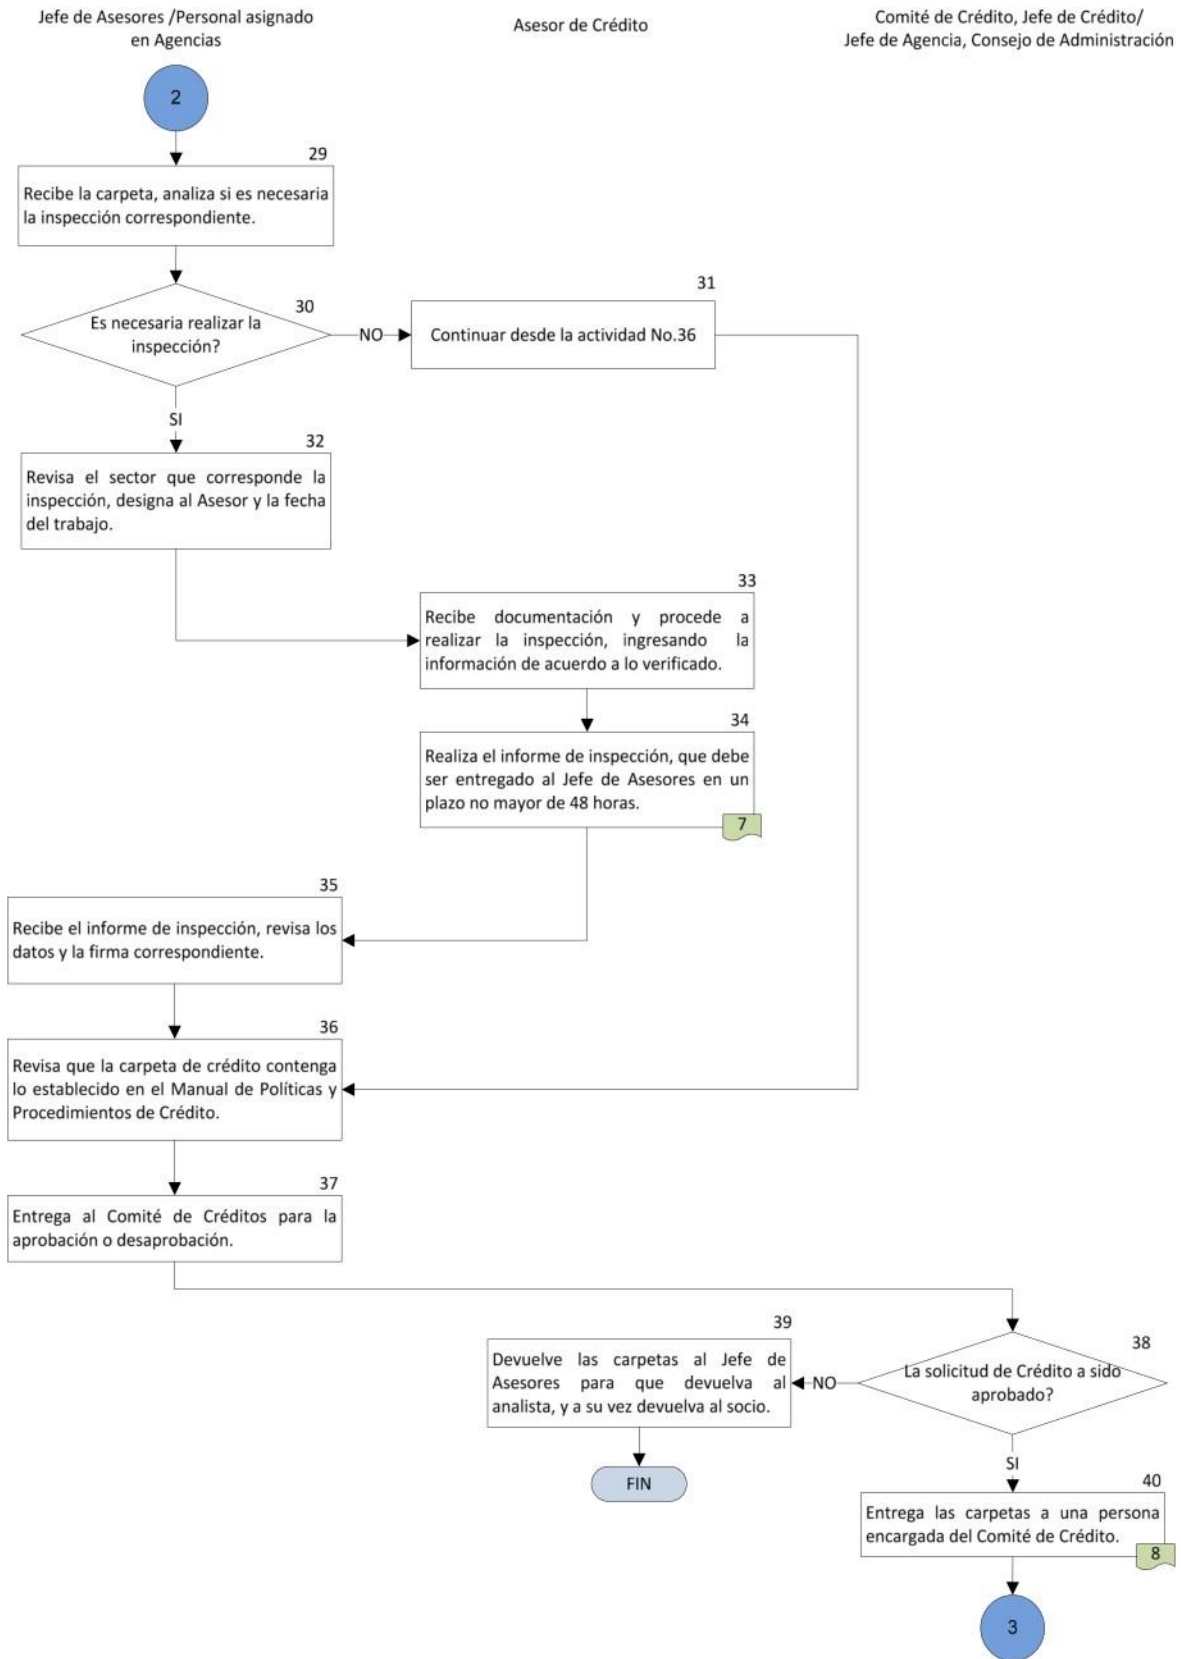 Jefe de Asesores /Personal asignado
en Agencias
Asesor de Crédito
Comité de Crédito, Jefe de Crédito/
Jefe de Agencia, Consejo de Administración
2
29
Recibe la carpeta, analiza si es necesaria
la inspección correspondiente.
30
Es necesaria realizar la
inspección?
NO
31
Continuar desde la actividad No.36
SI
32
Revisa el sector que corresponde la
inspección, designa al Asesor y la fecha
del trabajo.
33
Recibe documentación y procede a
realizar la inspección, ingresando la
información de acuerdo a lo verificado.
34
Realiza el informe de inspección, que debe
ser entregado al Jefe de Asesores en un
plazo no mayor de 48 horas.
7
35
Recibe el informe de inspección, revisa los
datos y la firma correspondiente.
36
Revisa que la carpeta de crédito contenga
lo establecido en el Manual de Políticas y
Procedimientos de Crédito.
37
Entrega al Comité de Créditos para la
aprobación o desaprobación.
38
La solicitud de Crédito a sido
aprobado?
NO
39
Devuelve las carpetas al Jefe de
Asesores para que devuelva al
analista, y a su vez devuelva al socio.
FIN
SI
40
Entrega las carpetas a una persona
encargada del Comité de Crédito.
8
3